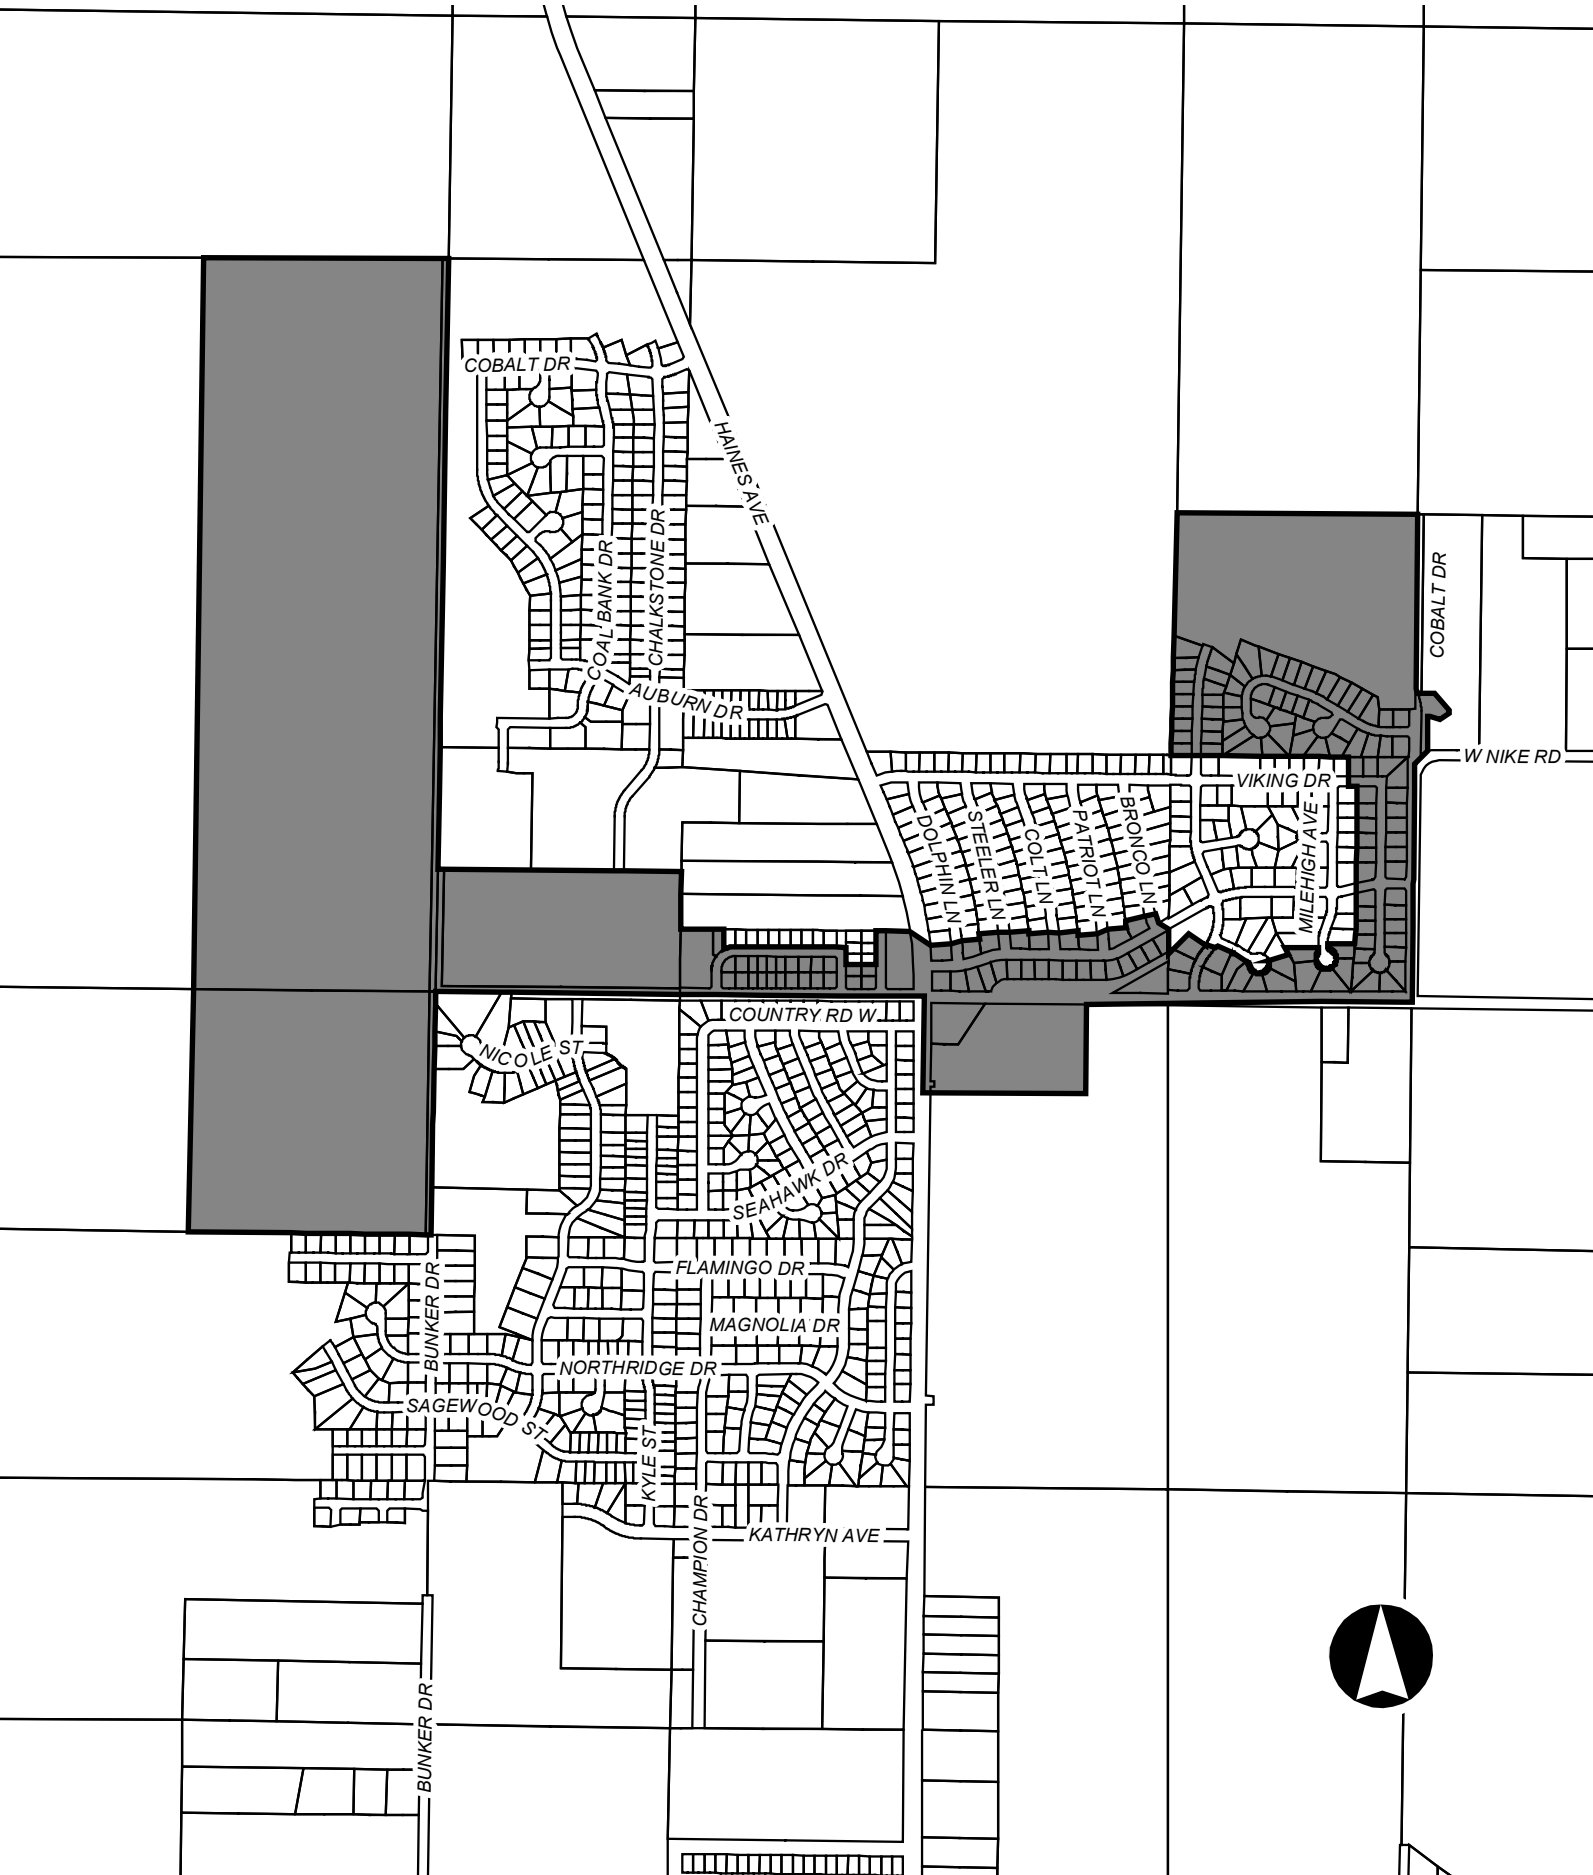 COBALT DR
HAINES AVE
COAL BANK DR
CHALKSTONE DR
COBALT DR
AUBURN DR
W NIKE RD
VIKING DR
DOLPHIN LN
STEELER LN
COLT LN
PATRIOT LN
BRONCO LN
MILEHIGH AVE
COUNTRY RD W
NICOLE ST
SEAHAWK DR
FLAMINGO DR
BUNKER DR
MAGNOLIA DR
NORTHRIDGE DR
SAGEWOOD ST
KYLE ST
CHAMPION DR
KATHRYN AVE
BUNKER DR